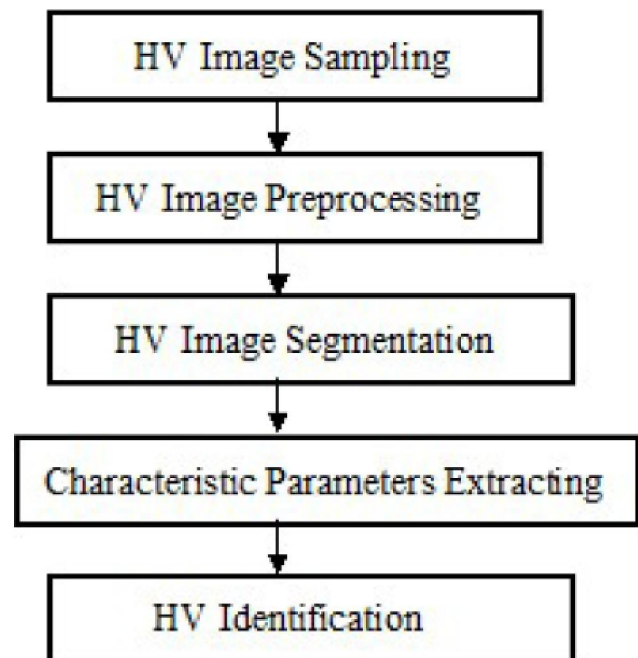 HV Image Sampling
HV Image Preprocessing
HV Image Segmentation
Characteristic Parameters Extracting
HV Identification